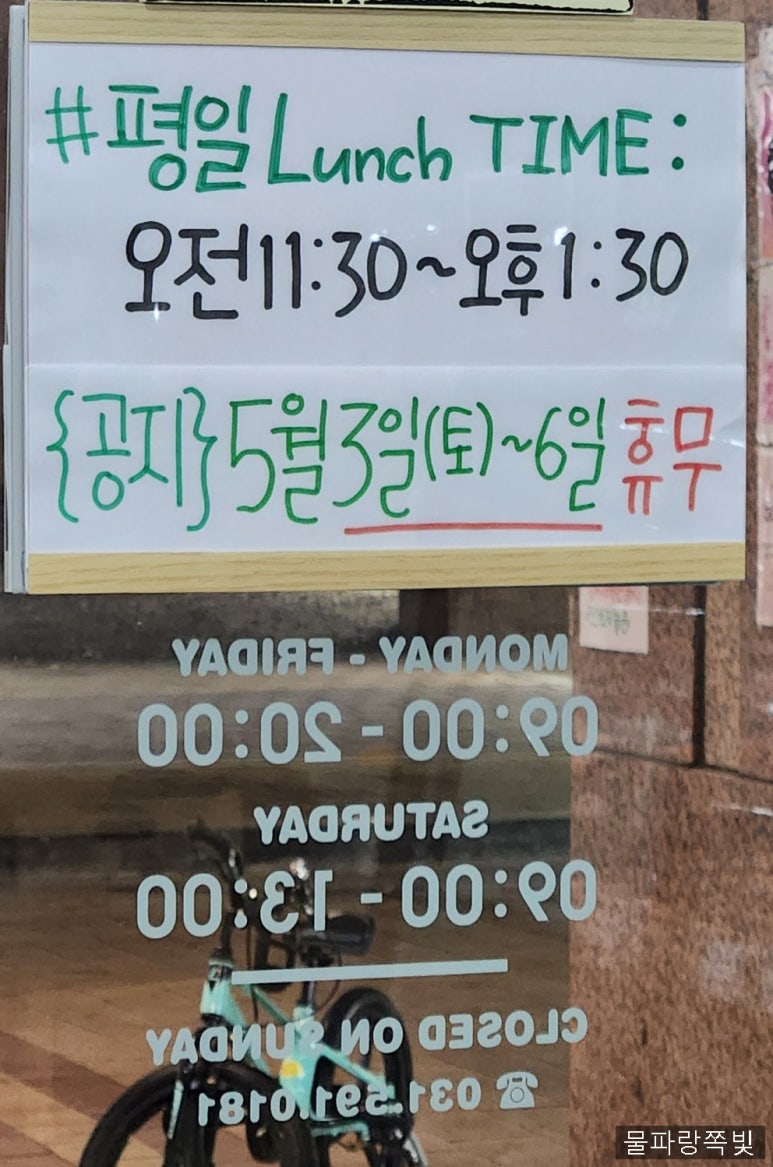 #평일 Lunch TIME:
오전11:30~오후1:30
{공지}5월3일(토)~6일 휴무
MONDAY - FRIDAY
09:00 - 20:00
SATURDAY
09:00 - 13:00
CLOSED ON SUNDAY
☎ 031.591.0181
물파랑쪽빛